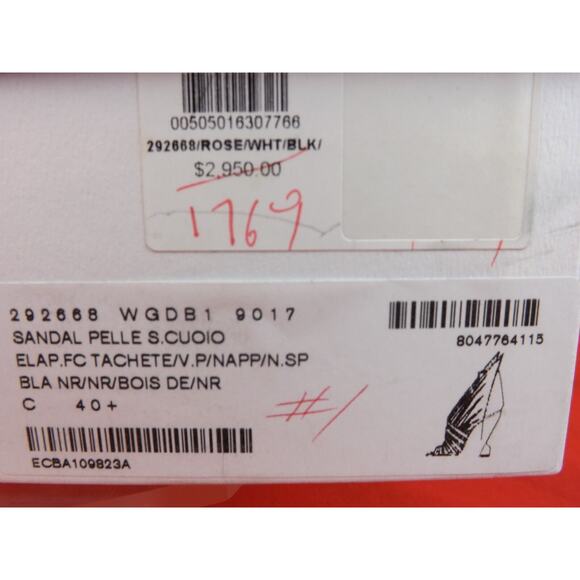 00505016307766
292668/ROSE/WHT/BLK/
$2,950.00
1769
292668 WGDB1 9017
SANDAL PELLE S.CUOIO
8047764115
ELAP.FC TACHETE/V.P/NAPP/N.SP
BLA NR/NR/BOIS DE/NR
C 40+
#1
ECBA109823A